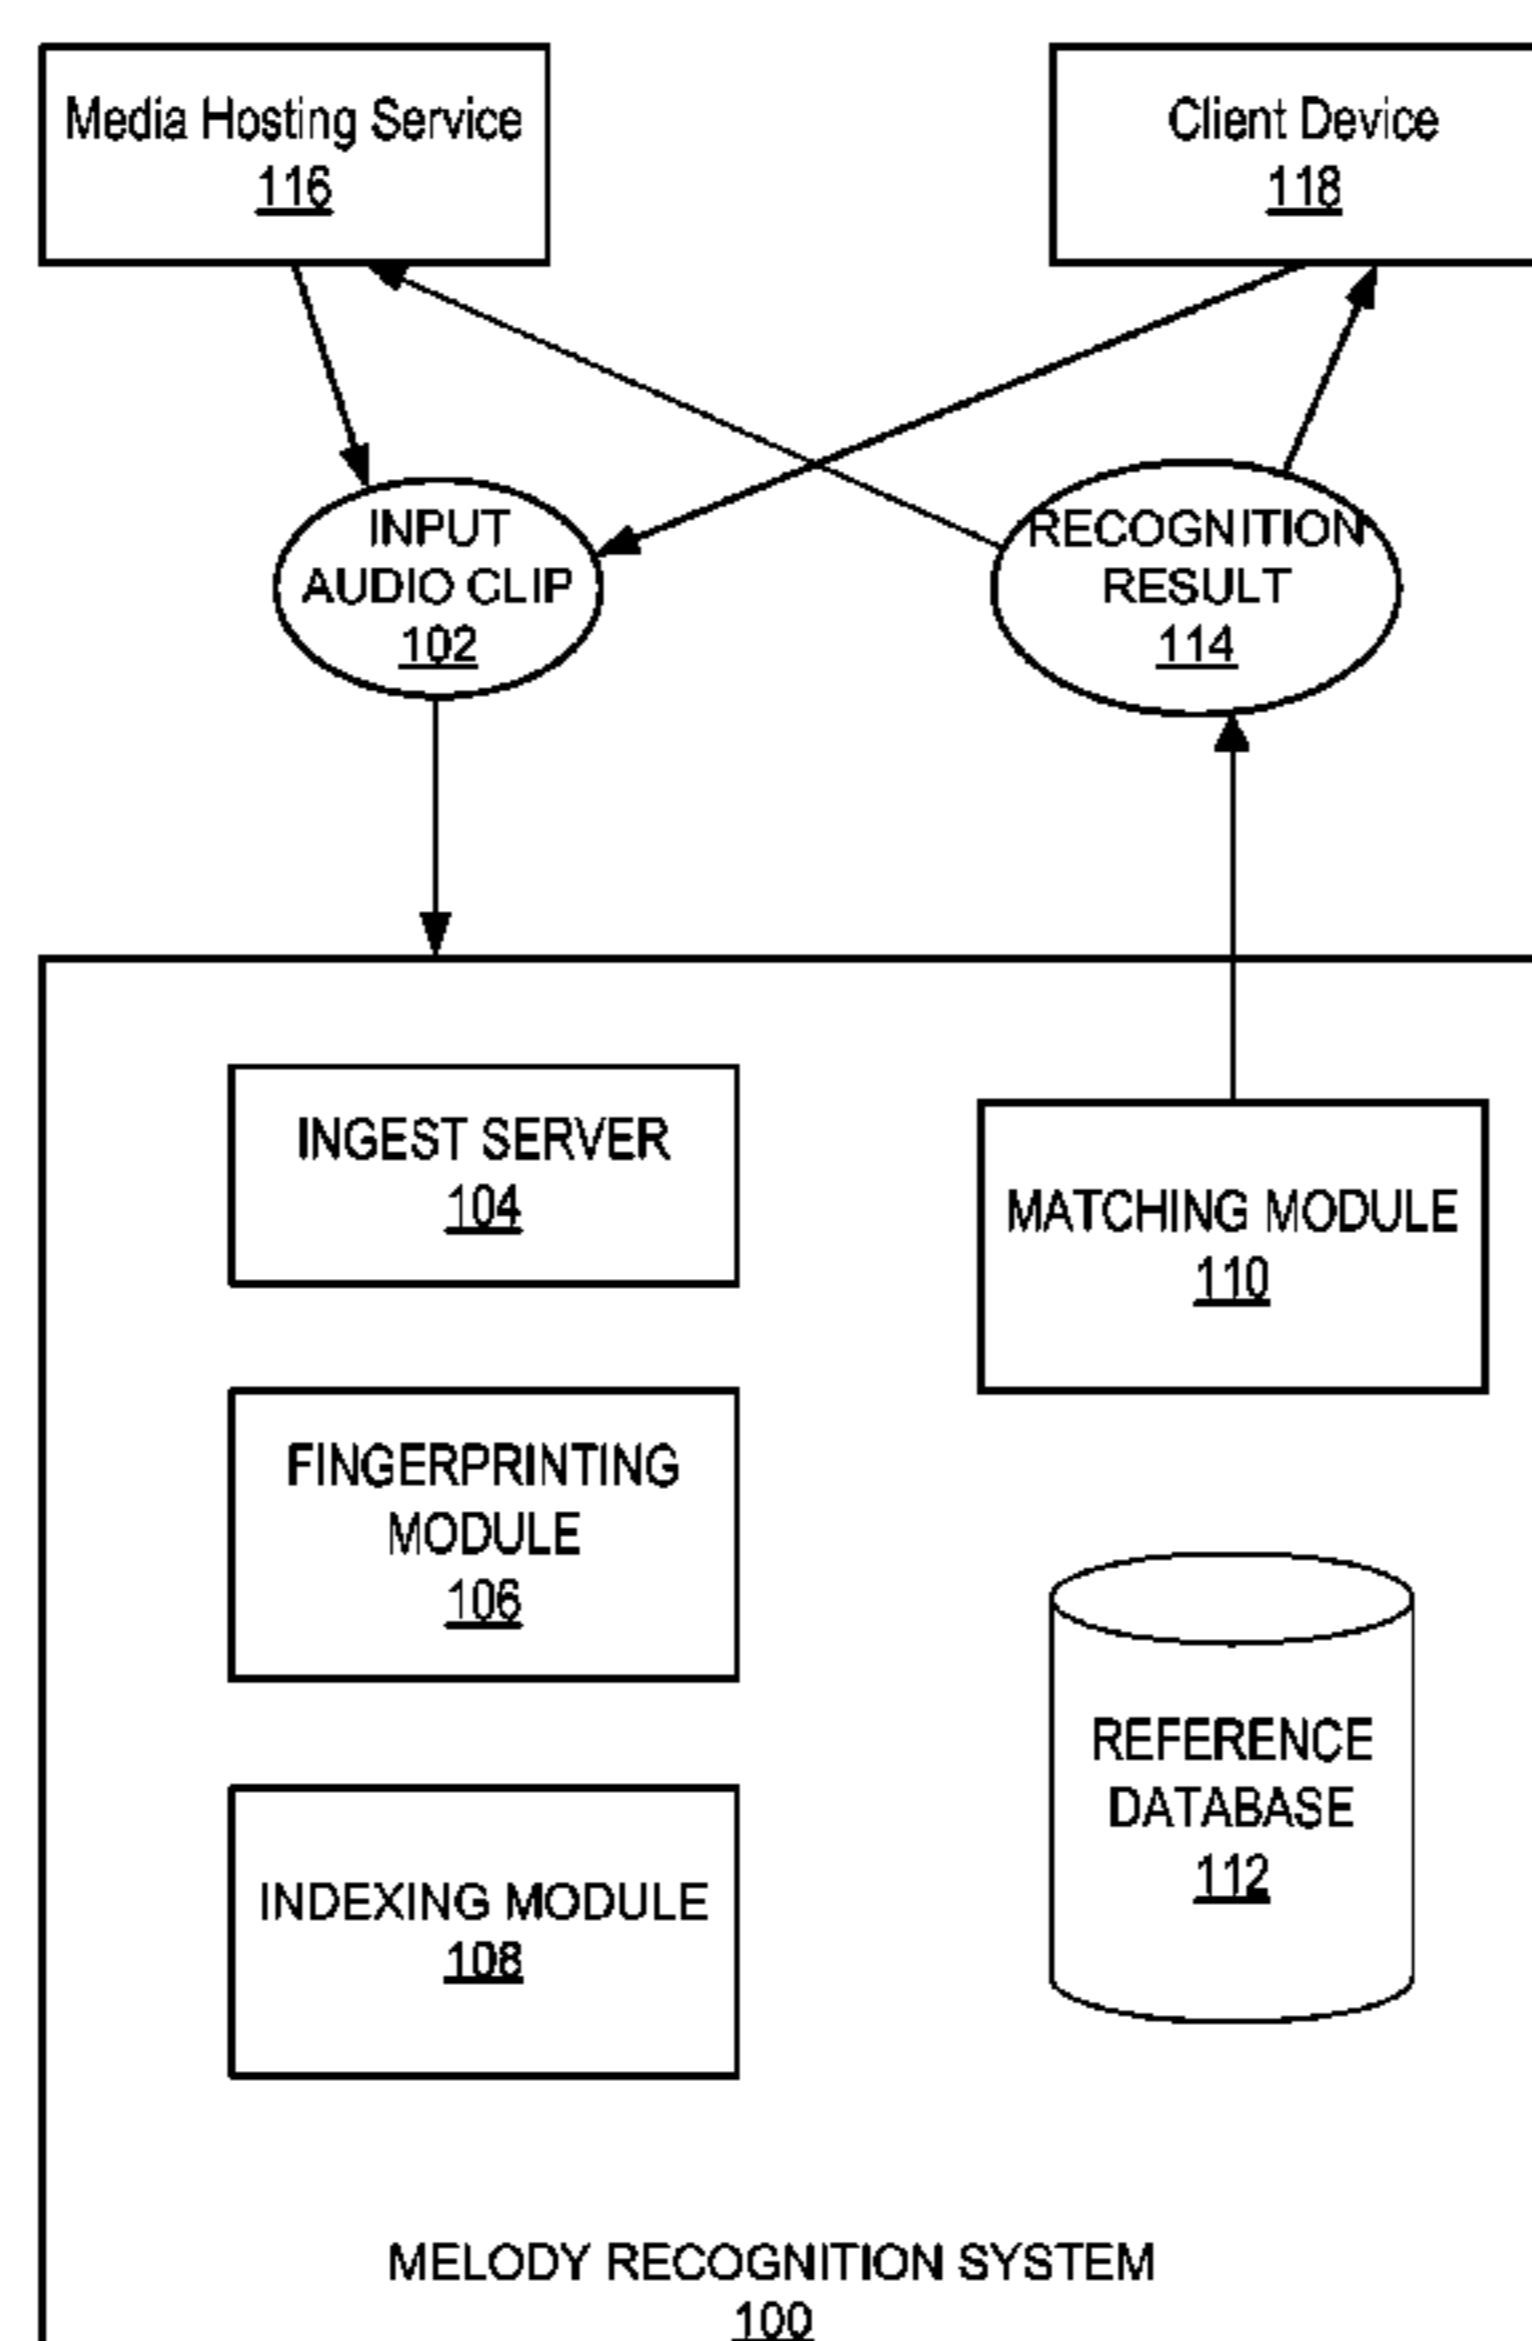 Media Hosting Service
116
Client Device
118
INPUT
AUDIO CLIP
102
RECOGNITION
RESULT
114
INGEST SERVER
104
MATCHING MODULE
110
FINGERPRINTING
MODULE
106
REFERENCE
DATABASE
112
INDEXING MODULE
108
MELODY RECOGNITION SYSTEM
100